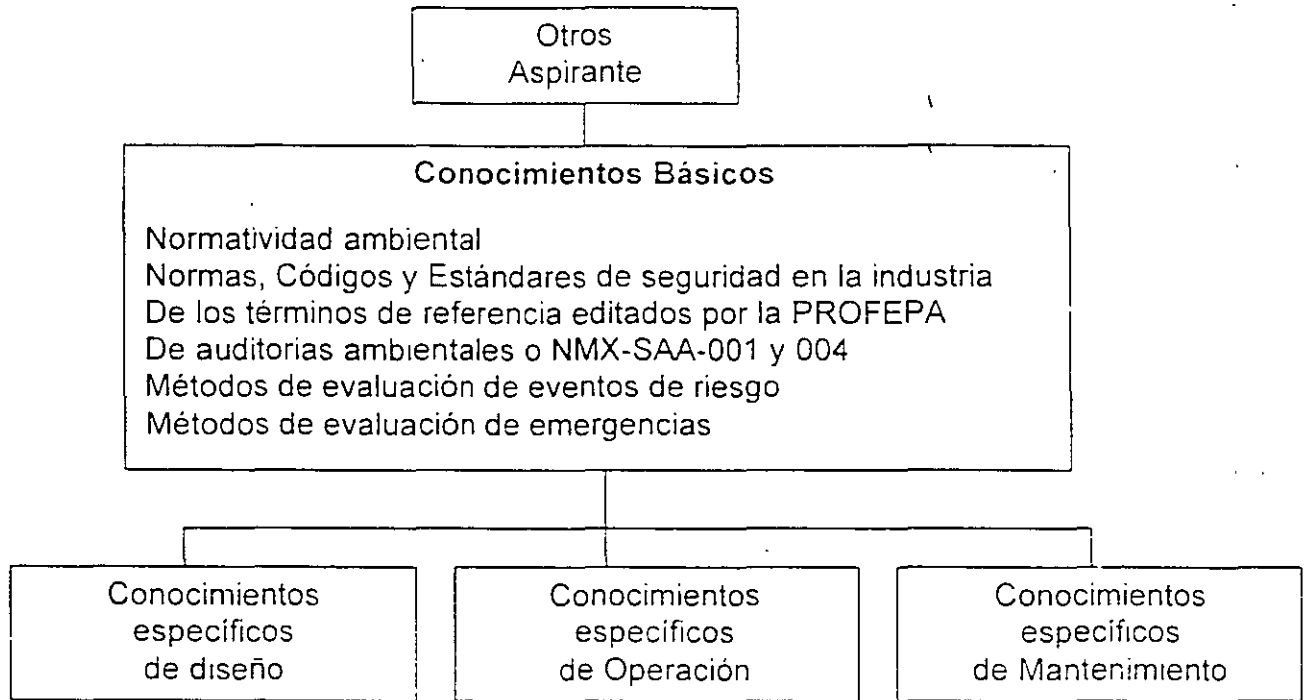 Otros
Aspirante
Conocimientos Básicos
Normatividad ambiental
Normas, Códigos y Estándares de seguridad en la industria
De los términos de referencia editados por la PROFEPA
De auditorias ambientales o NMX-SAA-001 y 004
Métodos de evaluación de eventos de riesgo
Métodos de evaluación de emergencias
Conocimientos
específicos
de diseño
Conocimientos
específicos
de Operación
Conocimientos
específicos
de Mantenimiento